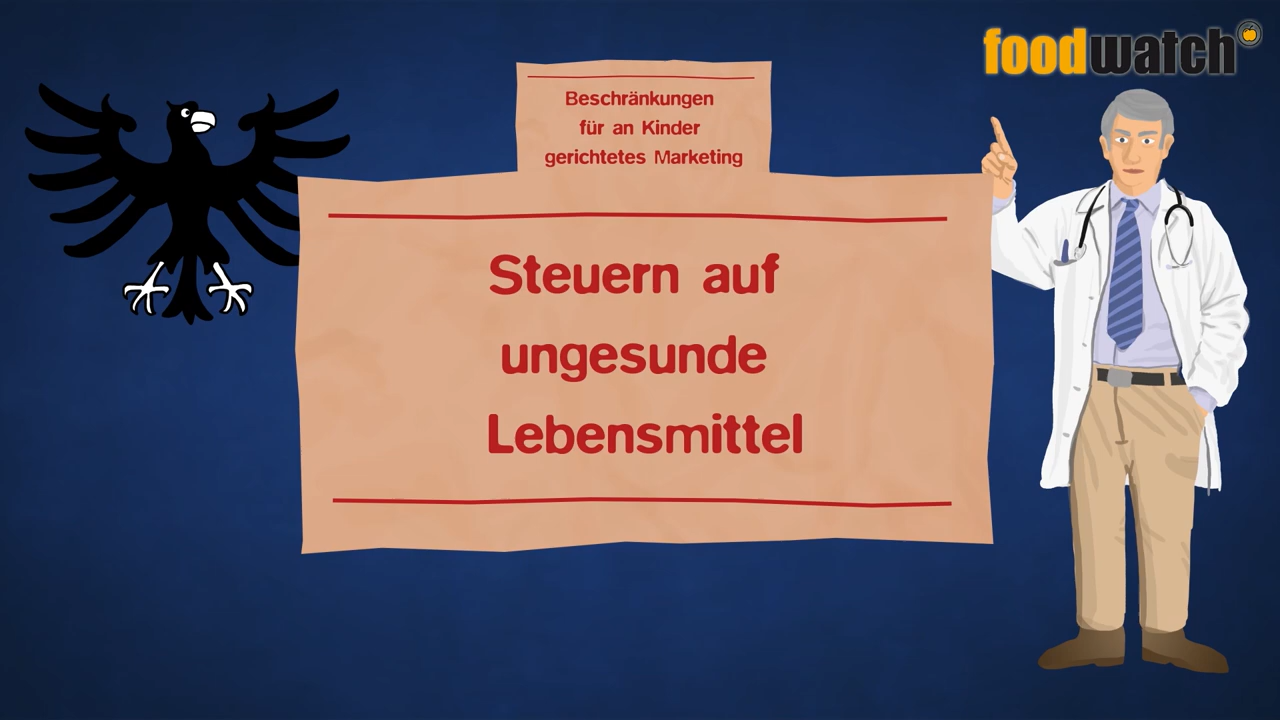 foodwatch
Beschränkungen
für an Kinder
gerichtetes Marketing
Steuern auf
ungesunde
Lebensmittel